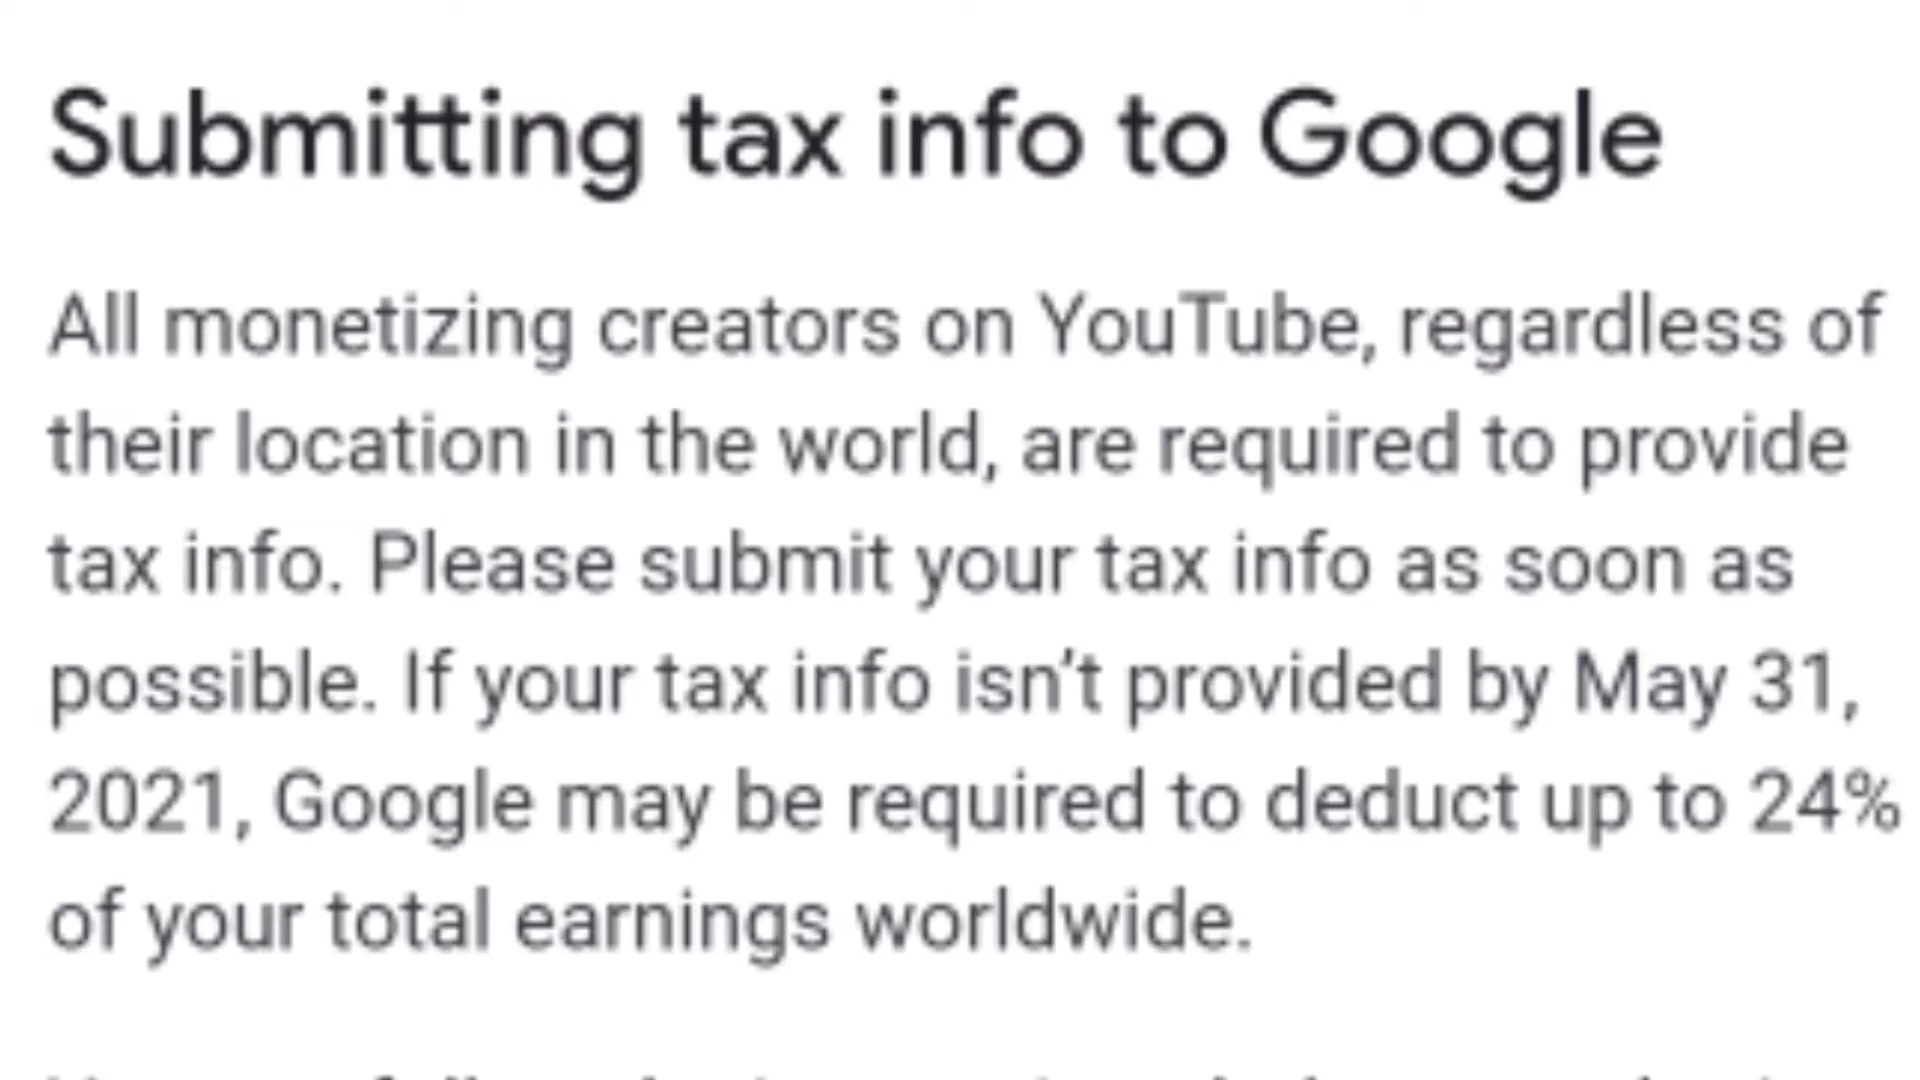 Submitting tax info to Google
All monetizing creators on YouTube, regardless of
their location in the world, are required to provide
tax info. Please submit your tax info as soon as
possible. If your tax info isn’t provided by May 31,
2021, Google may be required to deduct up to 24%
of your total earnings worldwide.